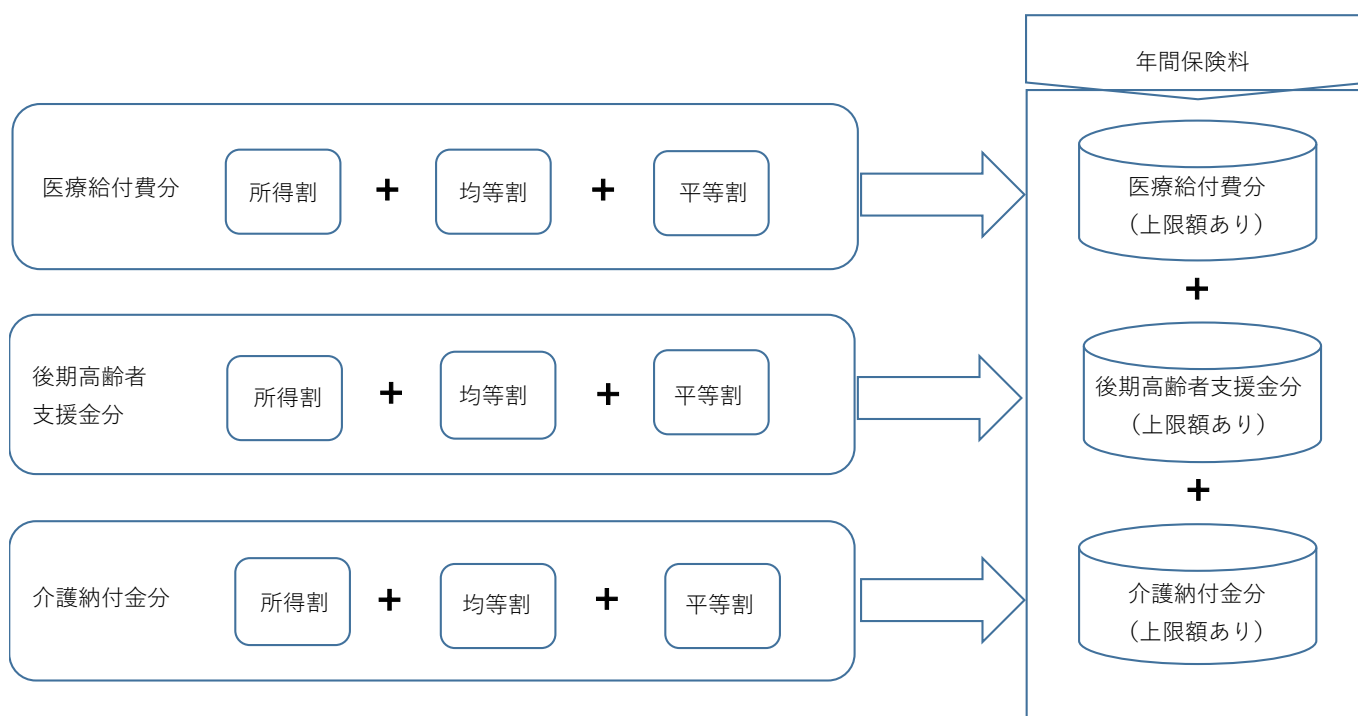 年間保険料
医療給付費分
所得割
+
均等割
+
平等割
医療給付費分
（上限額あり）
+
後期高齢者
支援金分
所得割
+
均等割
+
平等割
後期高齢者支援金分
（上限額あり）
+
介護納付金分
所得割
+
均等割
+
平等割
介護納付金分
（上限額あり）